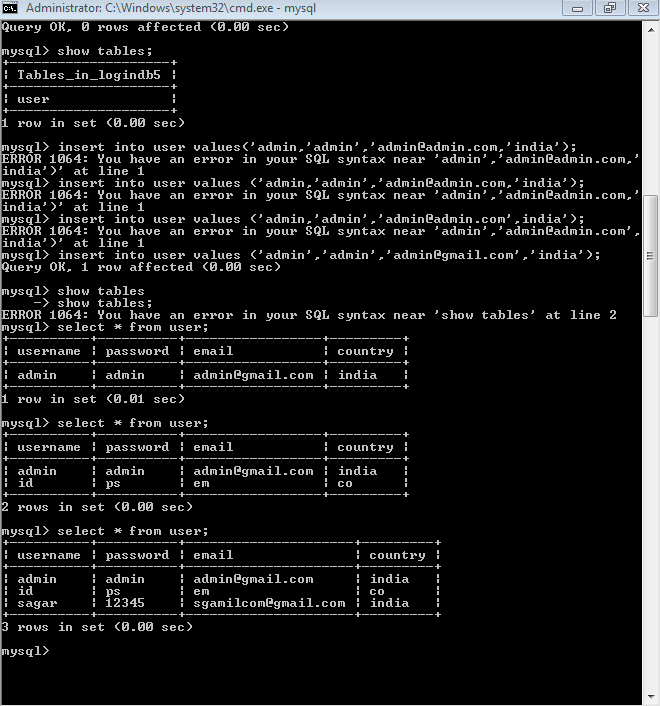 Administrator: C:\Windows\system32\cmd.exe - mysql
Query OK, 0 rows affected (0.00 sec)
mysql> show tables;
+--------------------+
¦ Tables_in_logindb5 ¦
+--------------------+
¦ user               ¦
+--------------------+
1 row in set (0.00 sec)
mysql> insert into user values('admin,'admin','admin@admin.com,'india');
ERROR 1064: You have an error in your SQL syntax near 'admin','admin@admin.com,'
india')' at line 1
mysql> insert into user values ('admin,'admin','admin@admin.com,'india');
ERROR 1064: You have an error in your SQL syntax near 'admin','admin@admin.com,'
india')' at line 1
mysql> insert into user values ('admin,'admin','admin@admin.com',india');
ERROR 1064: You have an error in your SQL syntax near 'admin','admin@admin.com',
india')' at line 1
mysql> insert into user values ('admin','admin','admin@gmail.com','india');
Query OK, 1 row affected (0.00 sec)
mysql> show tables
    -> show tables;
ERROR 1064: You have an error in your SQL syntax near 'show tables' at line 2
mysql> select * from user;
+----------+----------+-----------------+---------+
¦ username ¦ password ¦ email           ¦ country ¦
+----------+----------+-----------------+---------+
¦ admin    ¦ admin    ¦ admin@gmail.com ¦ india   ¦
+----------+----------+-----------------+---------+
1 row in set (0.01 sec)
mysql> select * from user;
+----------+----------+-----------------+---------+
¦ username ¦ password ¦ email           ¦ country ¦
+----------+----------+-----------------+---------+
¦ admin    ¦ admin    ¦ admin@gmail.com ¦ india   ¦
¦ id       ¦ ps       ¦ em              ¦ co      ¦
+----------+----------+-----------------+---------+
2 rows in set (0.00 sec)
mysql> select * from user;
+----------+----------+---------------------+---------+
¦ username ¦ password ¦ email               ¦ country ¦
+----------+----------+---------------------+---------+
¦ admin    ¦ admin    ¦ admin@gmail.com     ¦ india   ¦
¦ id       ¦ ps       ¦ em                  ¦ co      ¦
¦ sagar    ¦ 12345    ¦ sgamilcom@gmail.com ¦ india   ¦
+----------+----------+---------------------+---------+
3 rows in set (0.00 sec)
mysql>